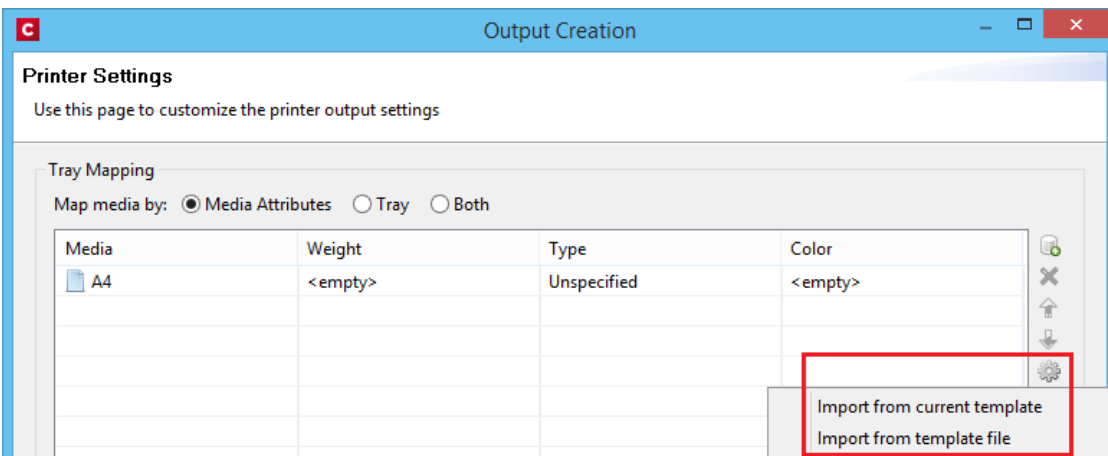 C Output Creation
Printer Settings
Use this page to customize the printer output settings
Tray Mapping
Map media by: Media Attributes Tray Both
Media Weight Type Color
A4 <empty> Unspecified <empty>
Import from current template
Import from template file